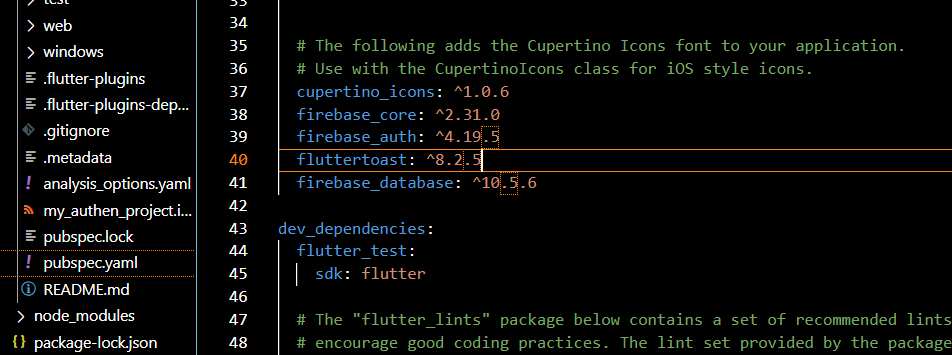 test
web
windows
.flutter-plugins
.flutter-plugins-dep...
.gitignore
.metadata
analysis_options.yaml
my_authen_project.i...
pubspec.lock
pubspec.yaml
README.md
node_modules
package-lock.json
33
34
35 # The following adds the Cupertino Icons font to your application.
36 # Use with the CupertinoIcons class for iOS style icons.
37 cupertino_icons: ^1.0.6
38 firebase_core: ^2.31.0
39 firebase_auth: ^4.19.5
40 fluttertoast: ^8.2.5
41 firebase_database: ^10.5.6
42
43 dev_dependencies:
44 flutter_test:
45 sdk: flutter
46
47 # The "flutter_lints" package below contains a set of recommended lints
48 # encourage good coding practices. The lint set provided by the package